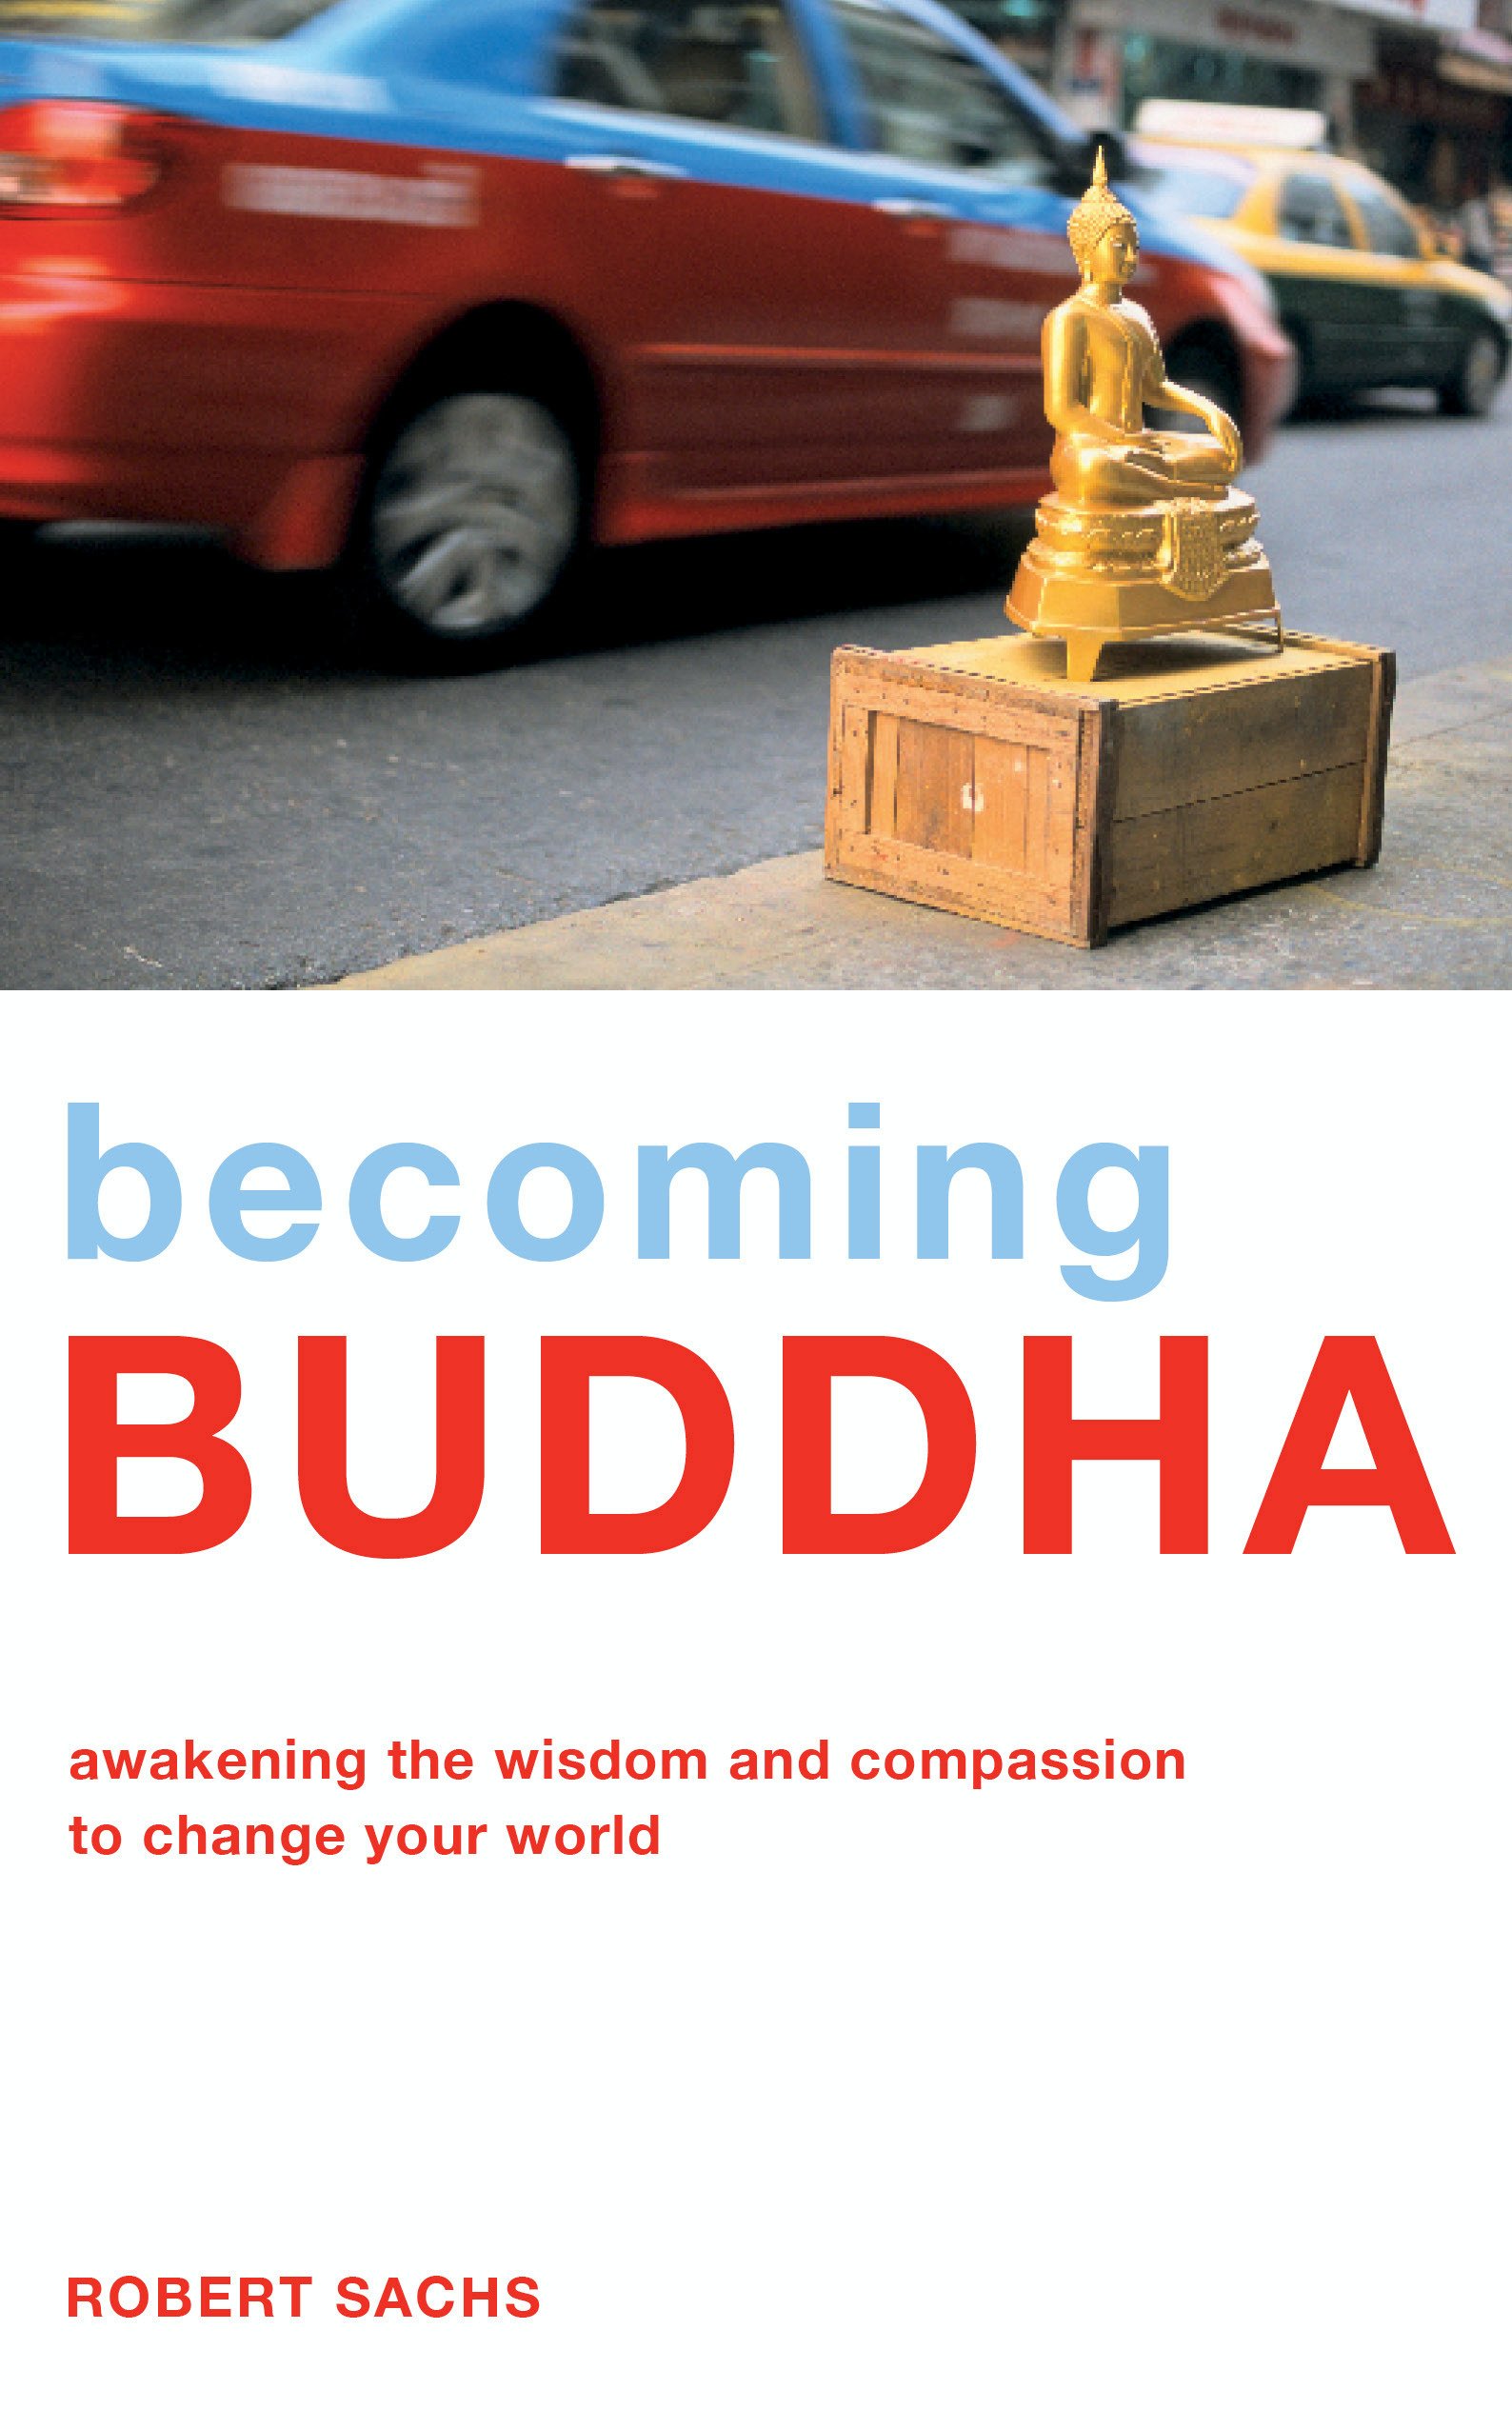 becoming
BUDDHA
awakening the wisdom and compassion
to change your world
ROBERT SACHS